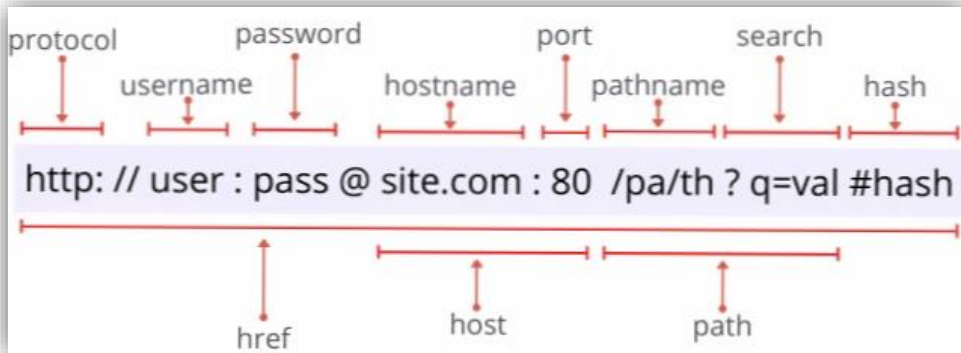 protocol
password
port
search
username
hostname
pathname
hash
http: // user : pass @ site.com : 80 /pa/th ? q=val #hash
href
host
path